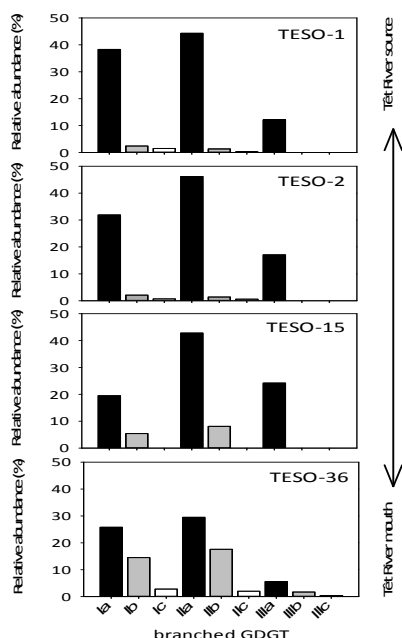 50
40
30
20
10
0
Relative abundance (%)
TESO-1
Têt River source
50
40
30
20
10
0
Relative abundance (%)
TESO-2
50
40
30
20
10
0
Relative abundance (%)
TESO-15
50
40
30
20
10
0
Relative abundance (%)
TESO-36
Têt River mouth
Ia Ib Ic IIa IIb IIc IIIa IIIb IIIc
branched GDGT